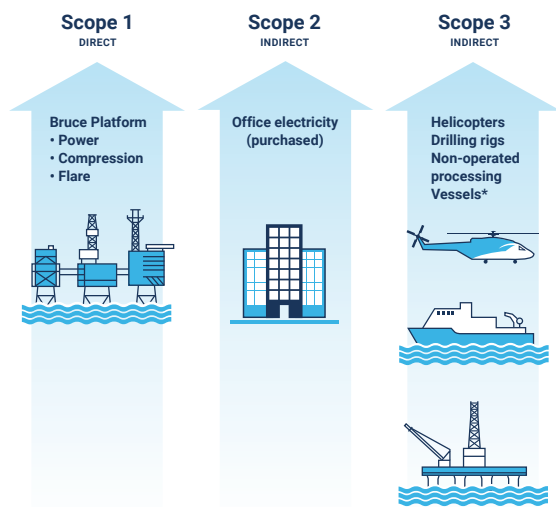 Scope 1
DIRECT
Bruce Platform
• Power
• Compression
• Flare
Scope 2
INDIRECT
Office electricity
(purchased)
Scope 3
INDIRECT
Helicopters
Drilling rigs
Non-operated
processing
Vessels*